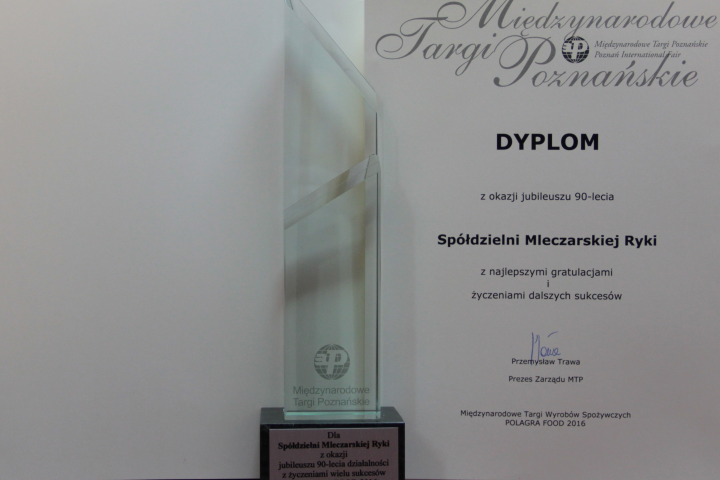 Międzynarodowe
Targi
Poznańskie
Międzynarodowe Targi Poznańskie
Poznań International Fair
DYPLOM
z okazji jubileuszu 90-lecia
Spółdzielni Mleczarskiej Ryki
z najlepszymi gratulacjami
i
życzeniami dalszych sukcesów
Przemysław Trawa
Prezes Zarządu MTP
Międzynarodowe Targi Wyrobów Spożywczych
POLAGRA FOOD 2016
Międzynarodowe
Targi Poznańskie
Dla
Spółdzielni Mleczarskiej Ryki
z okazji
jubileuszu 90-lecia działalności
z życzeniami wielu sukcesów